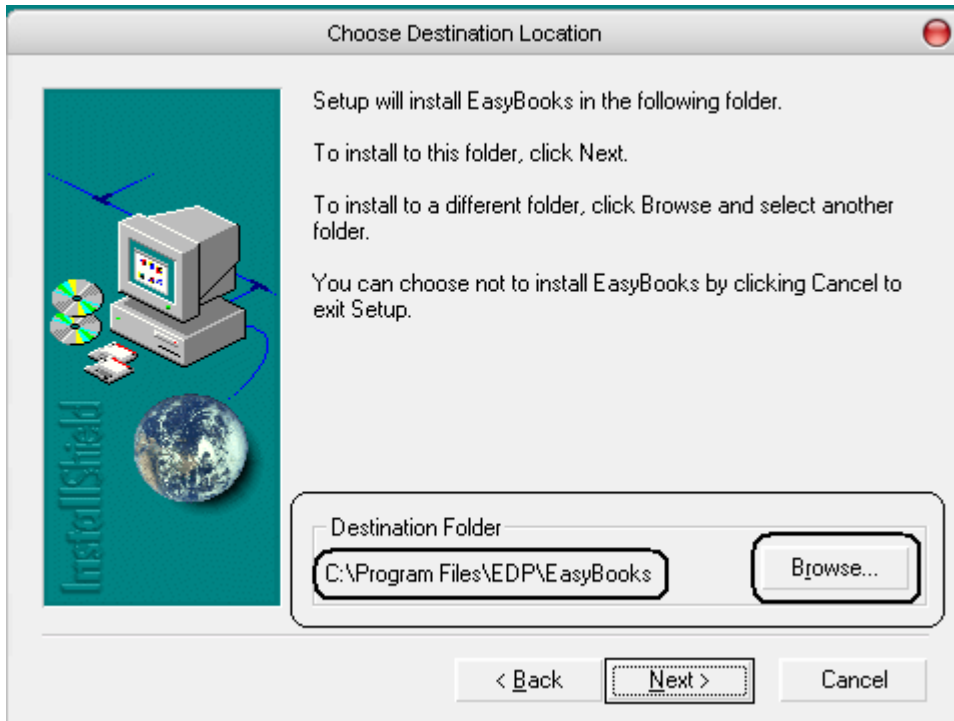 Choose Destination Location
Setup will install EasyBooks in the following folder.
To install to this folder, click Next.
To install to a different folder, click Browse and select another
folder.
You can choose not to install EasyBooks by clicking Cancel to
exit Setup.
InstallShield
Destination Folder
C:\Program Files\EDP\EasyBooks
Browse...
< Back
Next >
Cancel